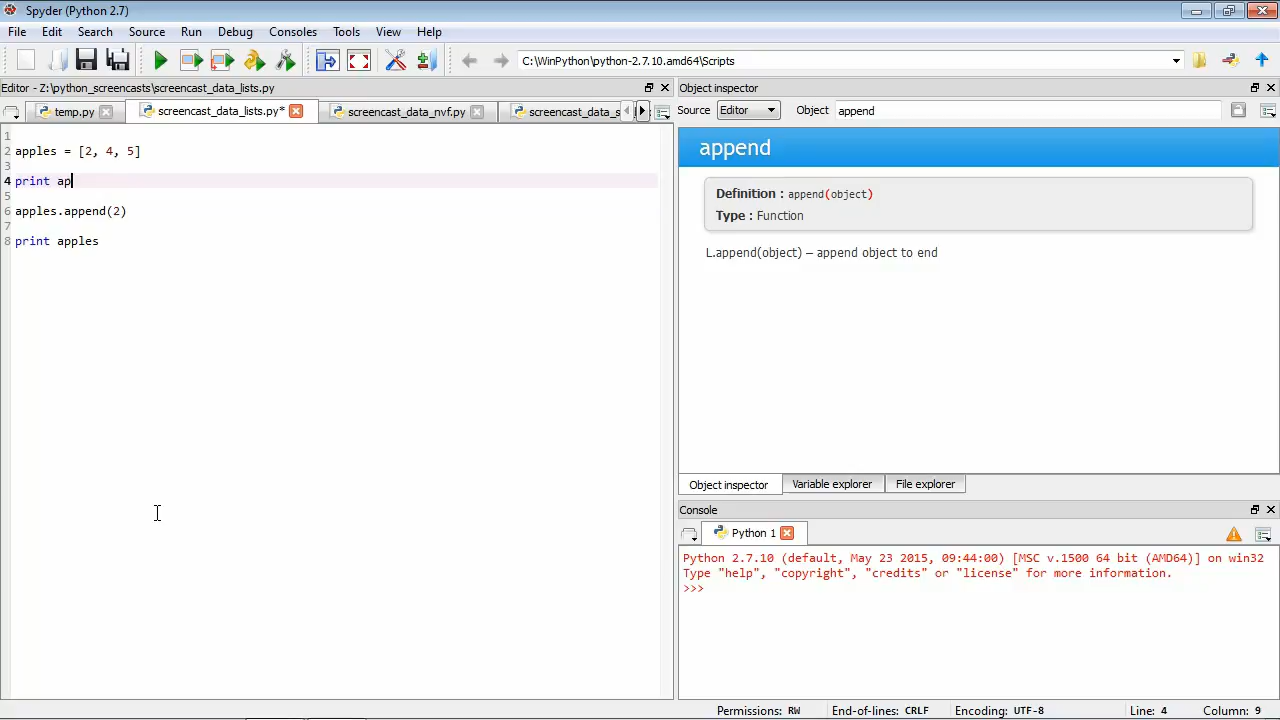 Spyder (Python 2.7)
File Edit Search Source Run Debug Consoles Tools View Help
C:\WinPython\python-2.7.10.amd64\Scripts
Editor - Z:\python_screencasts\screencast_data_lists.py
temp.py screencast_data_lists.py* screencast_data_nvf.py screencast_data_s
1
2 apples = [2, 4, 5]
3
4 print ap
5
6 apples.append(2)
7
8 print apples
Object inspector
Source Editor Object append
append
Definition : append(object)
Type : Function
L.append(object) – append object to end
Object inspector Variable explorer File explorer
Console
Python 1
Python 2.7.10 (default, May 23 2015, 09:44:00) [MSC v.1500 64 bit (AMD64)] on win32
Type "help", "copyright", "credits" or "license" for more information.
>>>
Permissions: RW End-of-lines: CRLF Encoding: UTF-8 Line: 4 Column: 9